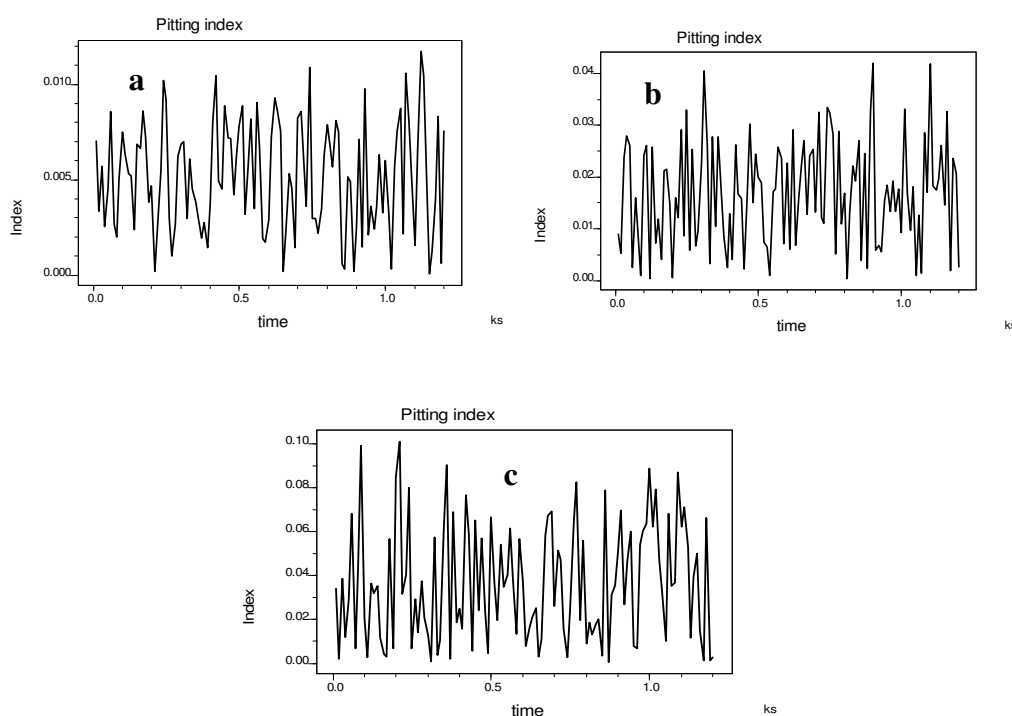 Pitting index
a
0.010
0.005
0.000
Index
0.0 0.5 1.0
time ks
Pitting index
b
0.04
0.03
0.02
0.01
0.00
Index
0.0 0.5 1.0
time ks
Pitting index
c
0.10
0.08
0.06
0.04
0.02
0.00
Index
0.0 0.5 1.0
time ks